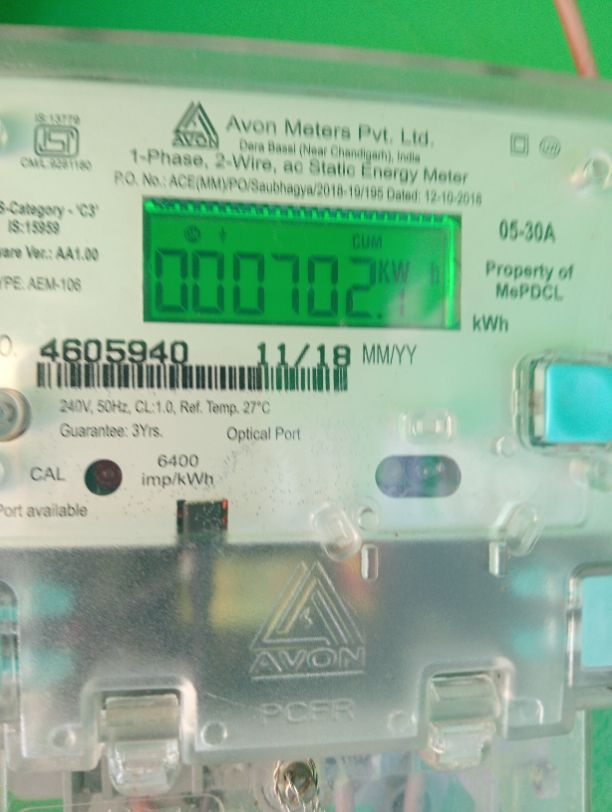 IS:13779
ISI
CM/L:9281180
AVON
Avon Meters Pvt. Ltd.
Dera Bassi (Near Chandigarh), India
1-Phase, 2-Wire, ac Static Energy Meter
P.O. No.: ACE(MM)/PO/Saubhagya/2018-19/195 Dated: 12-10-2018
S-Category - 'C3'
IS:15959
are Ver.: AA1.00
YPE: AEM-106
CUM
000702.1 KW h
05-30A
Property of
MePDCL
kWh
O. 4605940 11/18 MM/YY
240V, 50Hz, CL:1.0, Ref. Temp. 27°C
Guarantee: 3Yrs. Optical Port
CAL 6400
imp/kWh
Port available
AVON